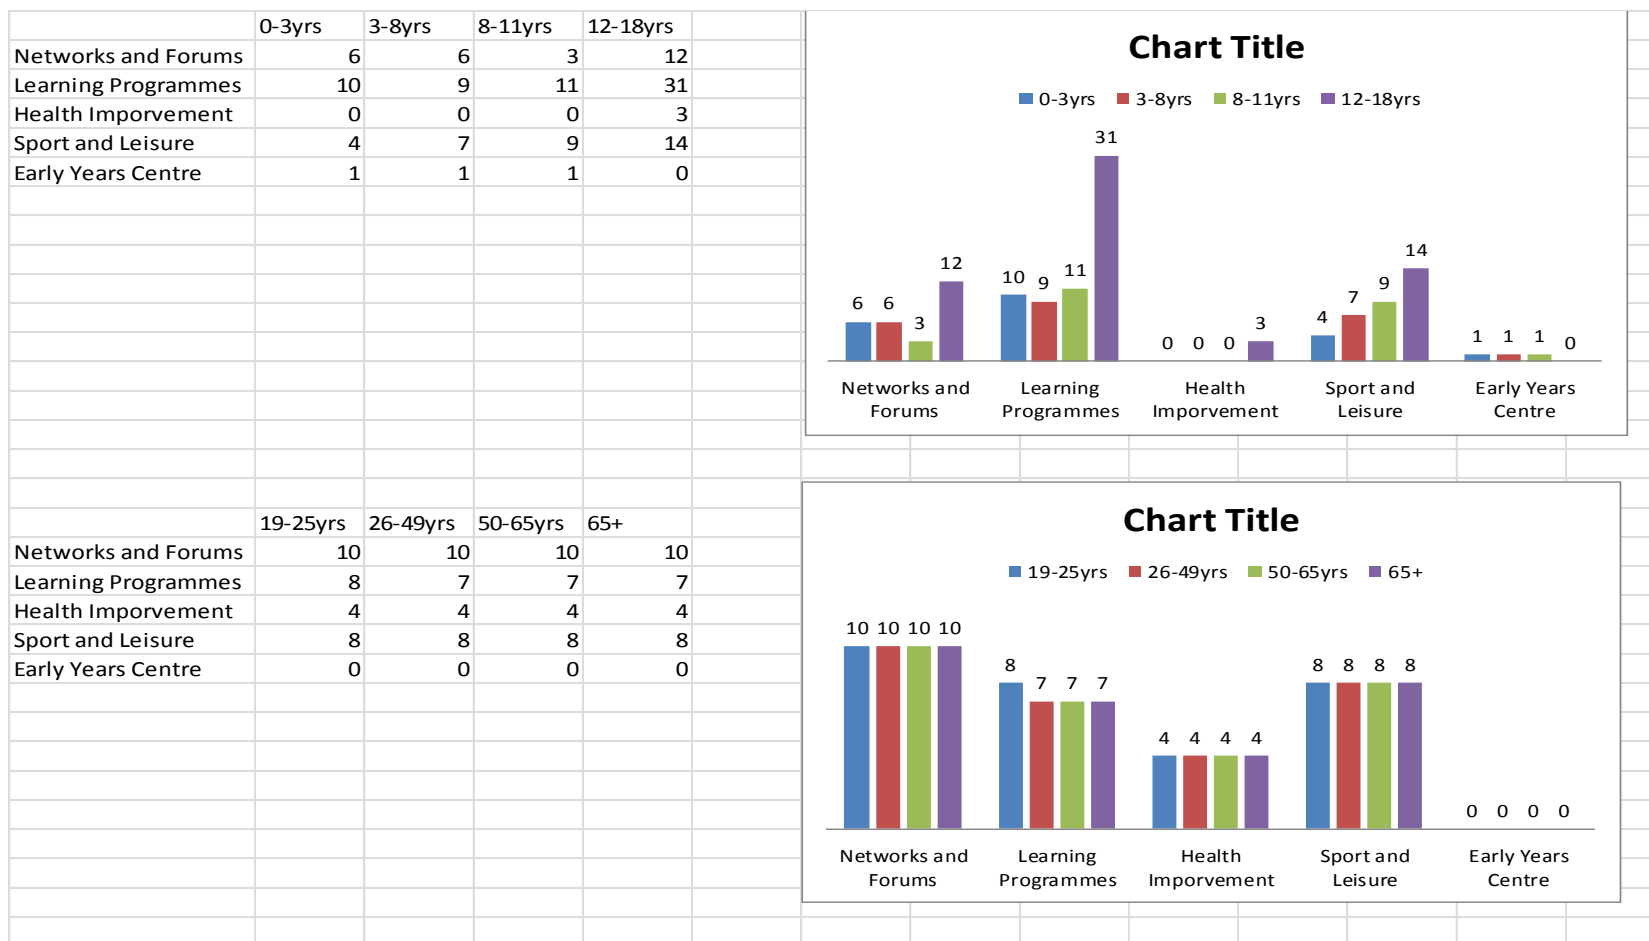 0-3yrs 3-8yrs 8-11yrs 12-18yrs
Networks and Forums 6 6 3 12
Learning Programmes 10 9 11 31
Health Imporvement 0 0 0 3
Sport and Leisure 4 7 9 14
Early Years Centre 1 1 1 0
Chart Title
0-3yrs 3-8yrs 8-11yrs 12-18yrs
6 6 3 12
10 9 11 31
0 0 0 3
4 7 9 14
1 1 1 0
Networks and
Forums
Learning
Programmes
Health
Imporvement
Sport and
Leisure
Early Years
Centre
19-25yrs 26-49yrs 50-65yrs 65+
Networks and Forums 10 10 10 10
Learning Programmes 8 7 7 7
Health Imporvement 4 4 4 4
Sport and Leisure 8 8 8 8
Early Years Centre 0 0 0 0
Chart Title
19-25yrs 26-49yrs 50-65yrs 65+
10 10 10 10
8 7 7 7
4 4 4 4
8 8 8 8
0 0 0 0
Networks and
Forums
Learning
Programmes
Health
Imporvement
Sport and
Leisure
Early Years
Centre